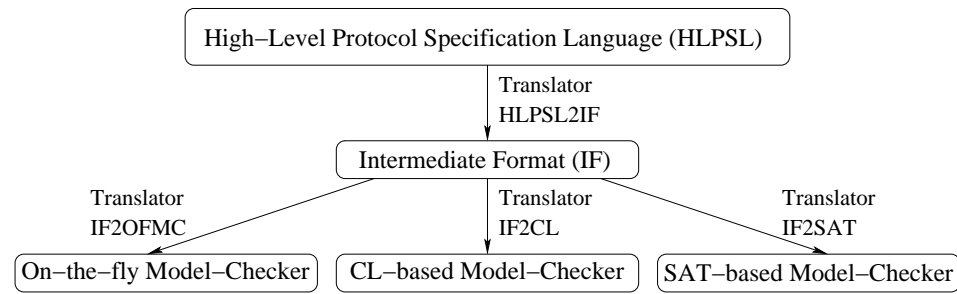 High−Level Protocol Specification Language (HLPSL)
Translator
HLPSL2IF
Intermediate Format (IF)
Translator
IF2OFMC
Translator
IF2CL
Translator
IF2SAT
On−the−fly Model−Checker
CL−based Model−Checker
SAT−based Model−Checker